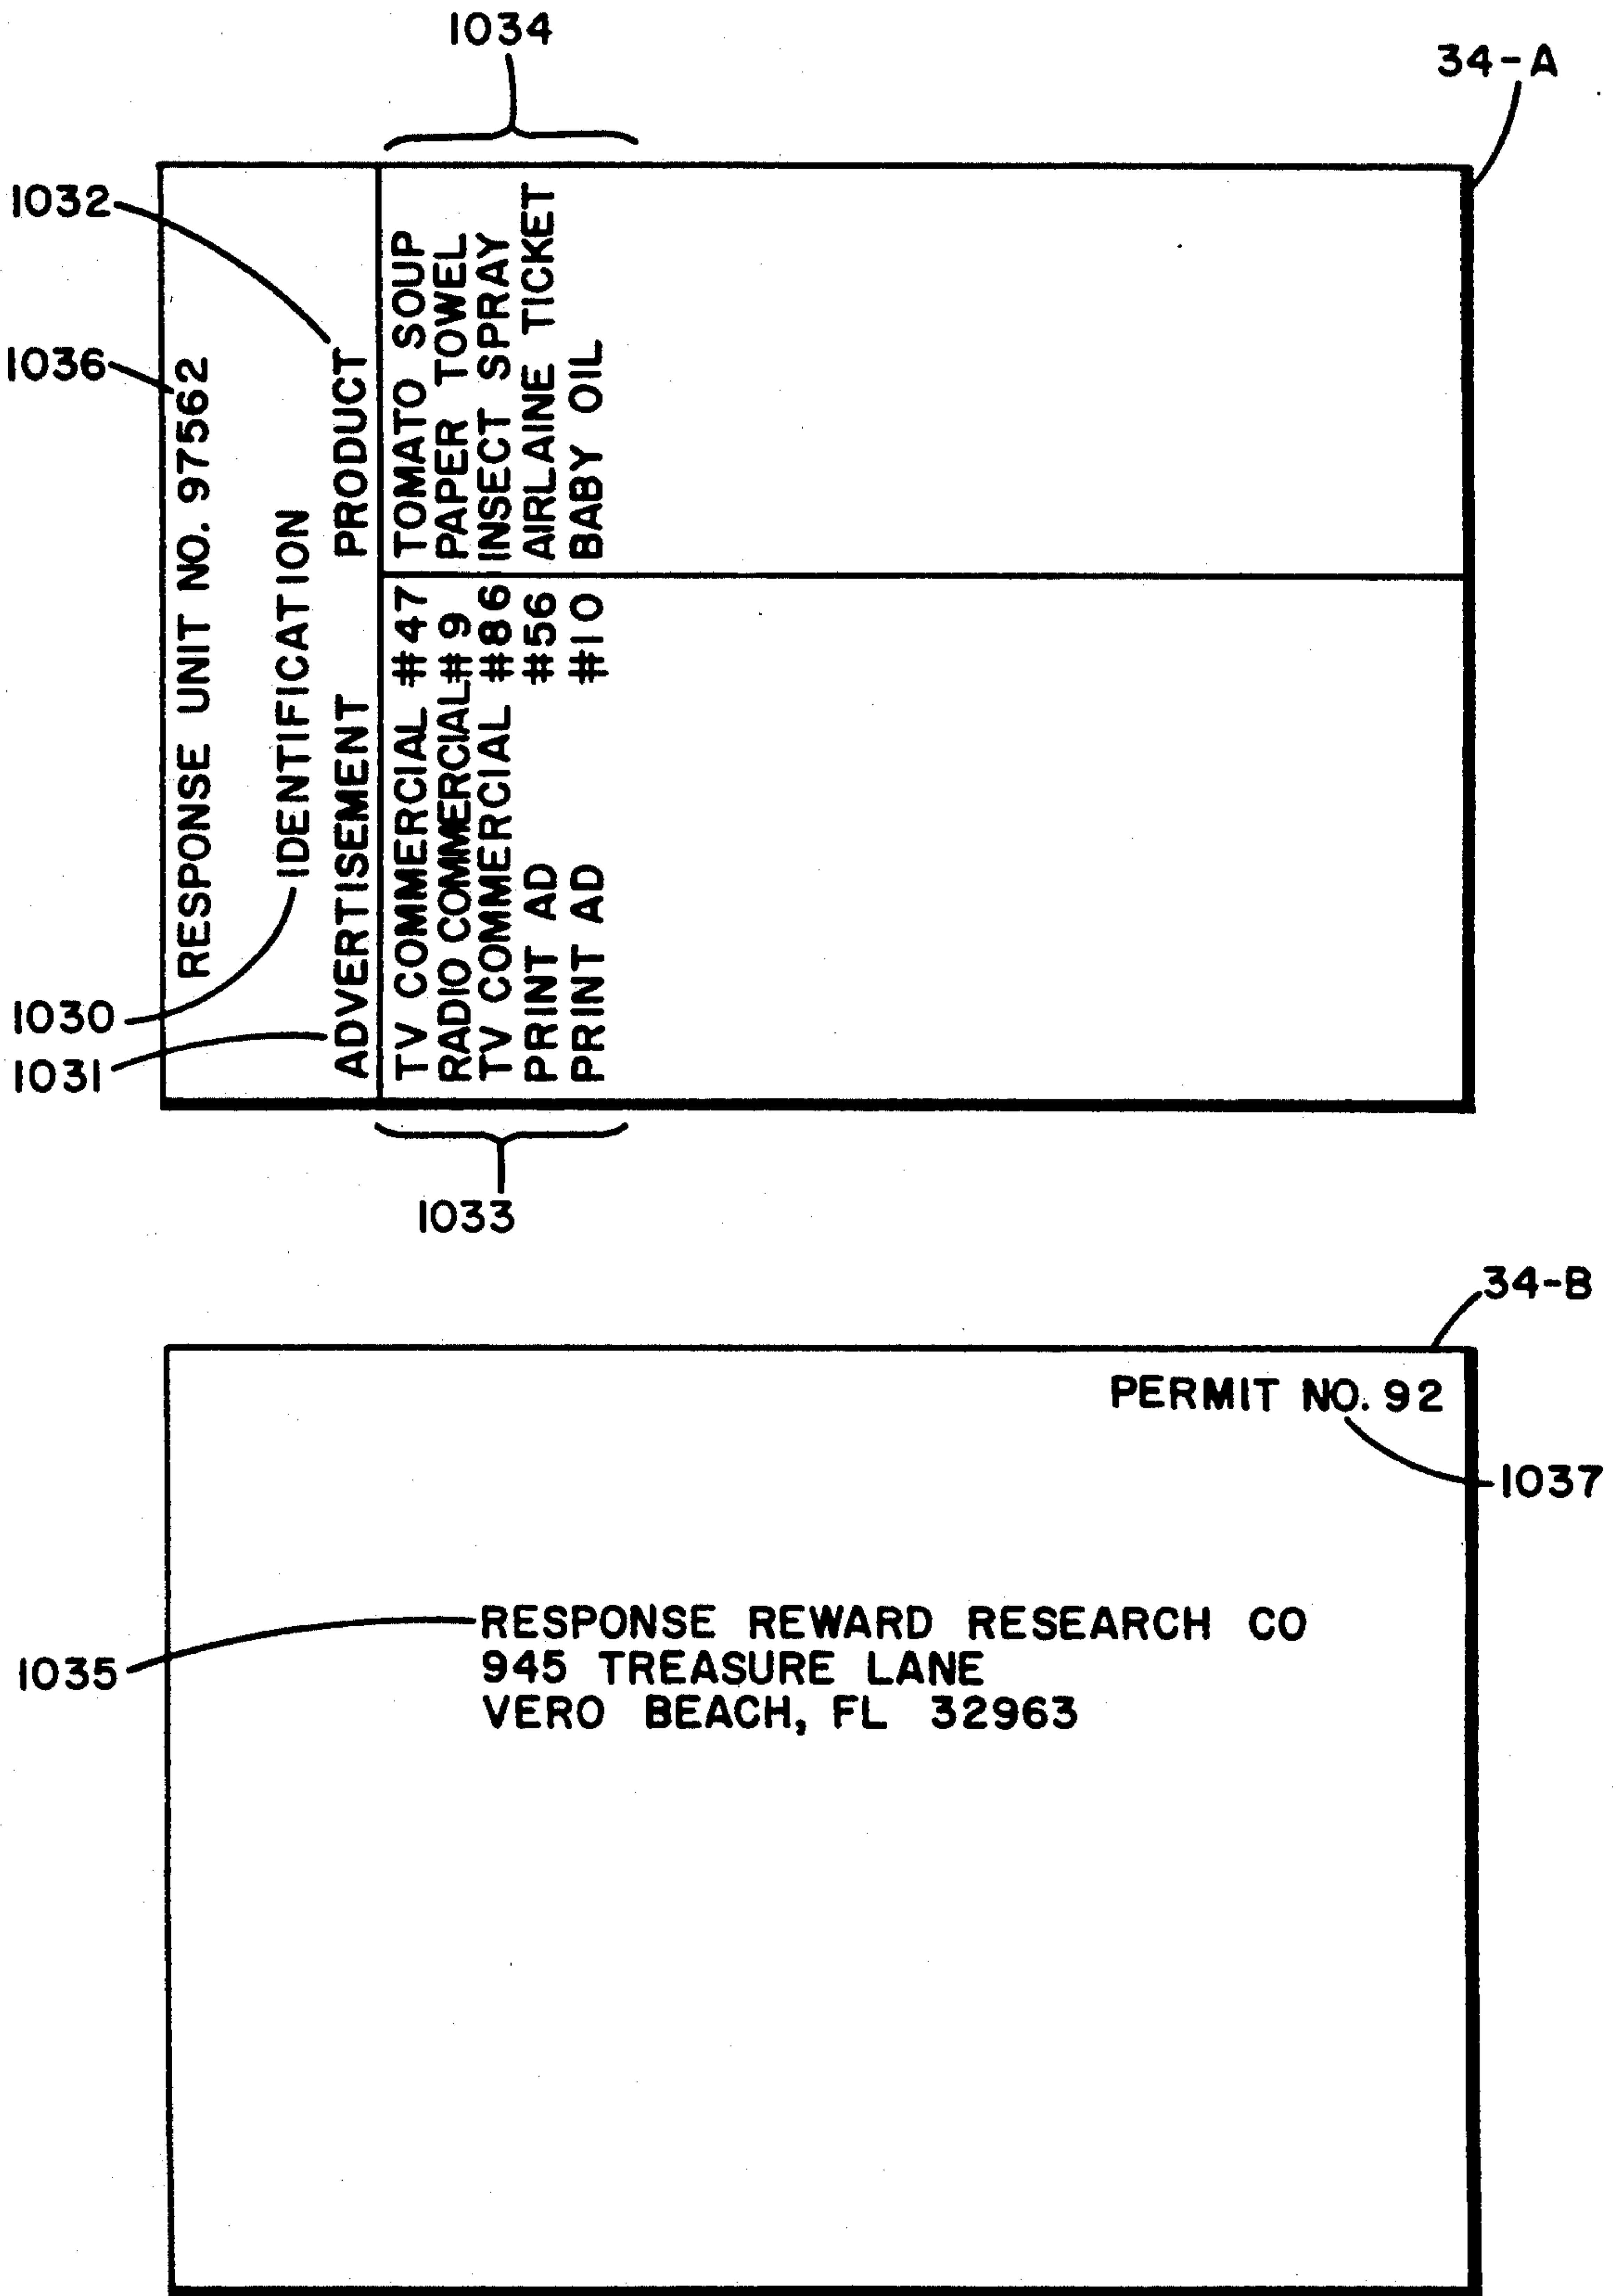 1034
34-A
1032
1036
RESPONSE UNIT NO. 97562
IDENTIFICATION
ADVERTISEMENT PRODUCT
TV COMMERCIAL #47 TOMATO SOUP
RADIO COMMERCIAL# 9 PAPER TOWEL
TV COMMERCIAL #86 INSECT SPRAY
PRINT AD #56 AIRLAINE TICKET
PRINT AD #10 BABY OIL
1030
1031
1033
34-B
PERMIT NO. 92
1037
RESPONSE REWARD RESEARCH CO
1035
945 TREASURE LANE
VERO BEACH, FL 32963